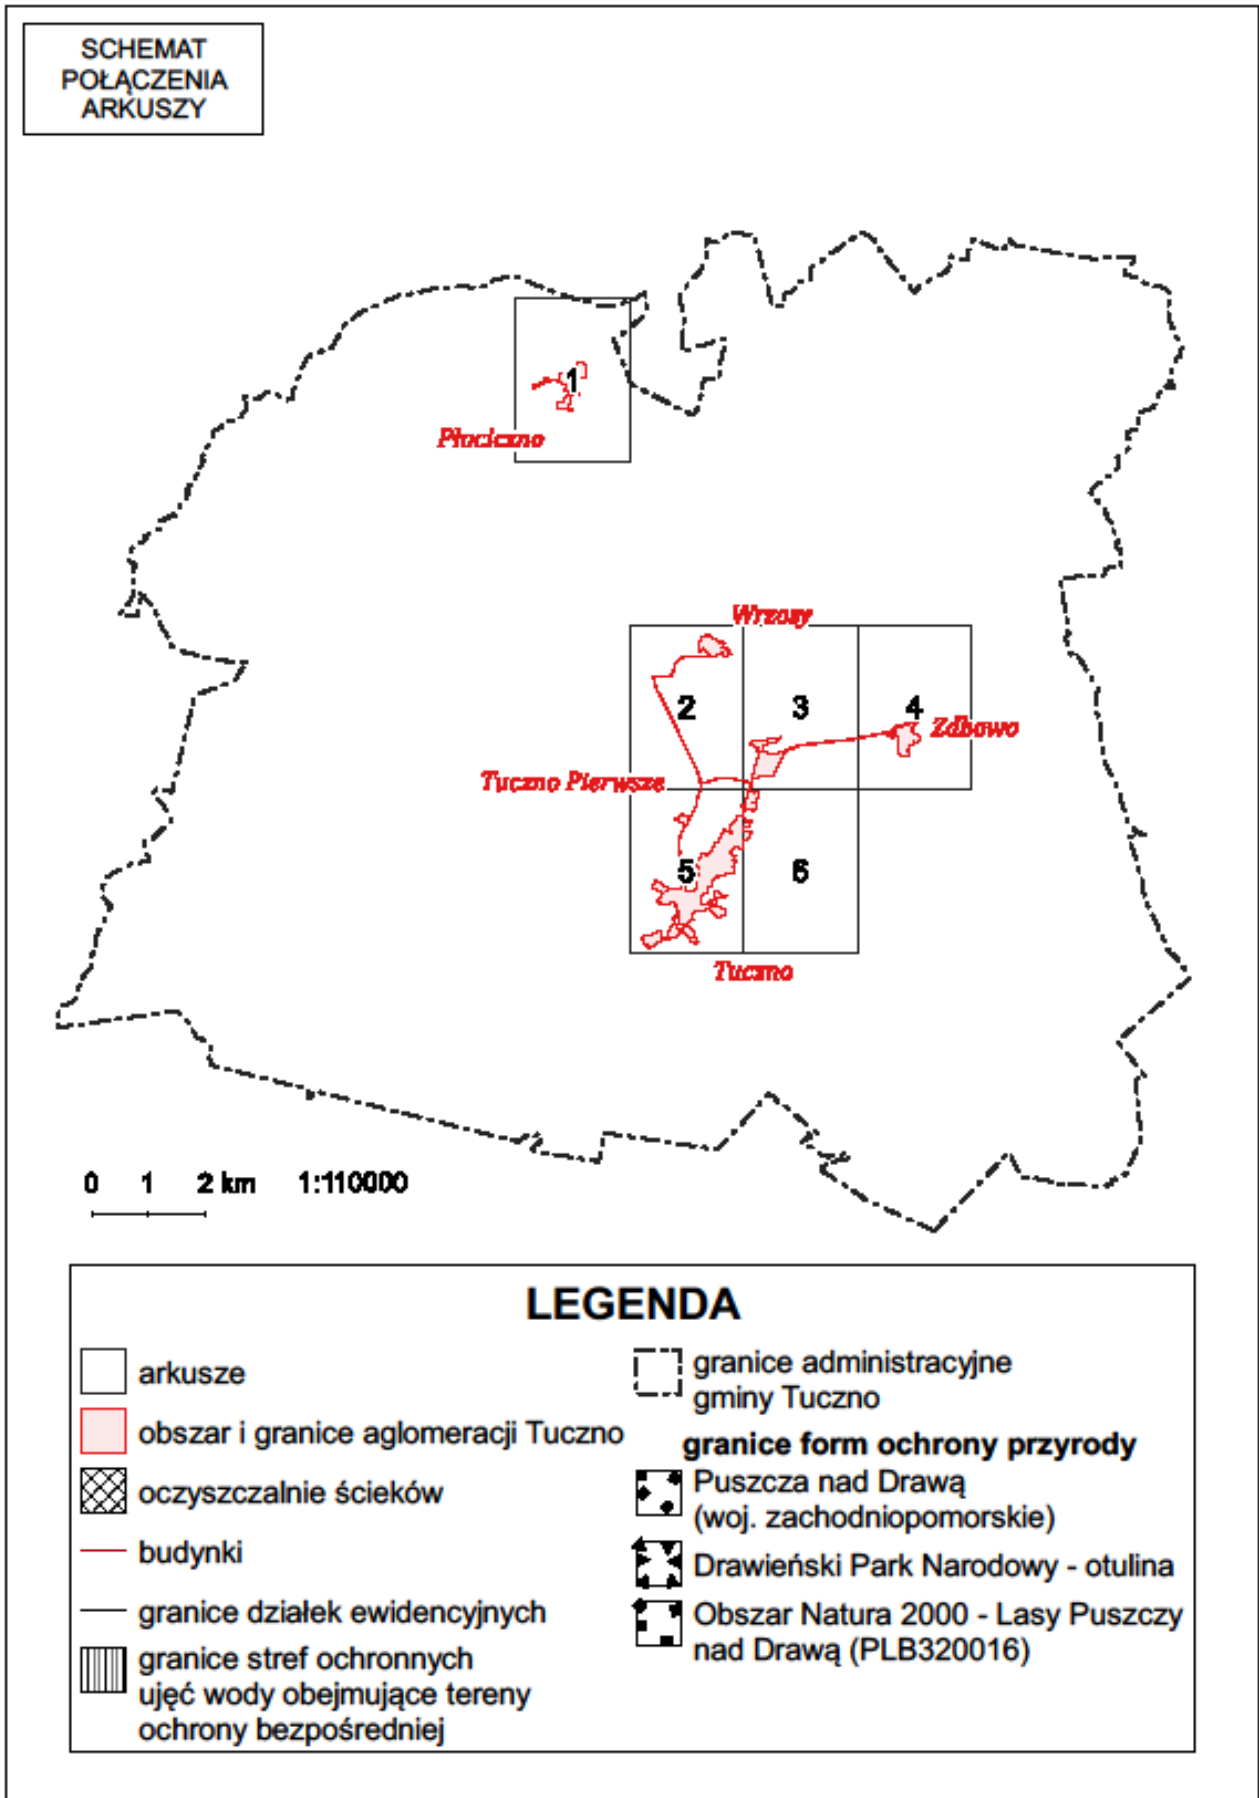 SCHEMAT
POŁĄCZENIA
ARKUSZY
1
Płociczno
Wrzosy
2
3
4
Zdbowo
Tuczno Pierwsze
5
6
Tuczno
0 1 2 km 1:110000
LEGENDA
arkusze
obszar i granice aglomeracji Tuczno
oczyszczalnie ścieków
budynki
granice działek ewidencyjnych
granice stref ochronnych
ujęć wody obejmujące tereny
ochrony bezpośredniej
granice administracyjne
gminy Tuczno
granice form ochrony przyrody
Puszcza nad Drawą
(woj. zachodniopomorskie)
Drawieński Park Narodowy - otulina
Obszar Natura 2000 - Lasy Puszczy
nad Drawą (PLB320016)